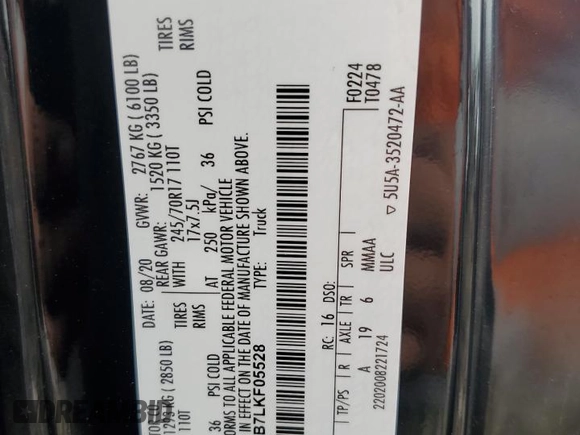 DATE: 08/20 GVWR: 2767 KG ( 6100 LB)
1293 KG ( 2850 LB) REAR GAWR: 1520 KG ( 3350 LB)
110T TIRES WITH 245/70R17 110T TIRES
RIMS 17x7.5J RIMS
36 PSI COLD AT 250 kPa/ 36 PSI COLD
TO ALL APPLICABLE FEDERAL MOTOR VEHICLE
EFFECT ON THE DATE OF MANUFACTURE SHOWN ABOVE.
B7LKF05528 TYPE: Truck
F0224
RC: 16 DSO: T0478
TP/PS R AXLE TR SPR
A 19 6 MMAA
2202008221724 ULC
5U5A-3520472-AA
BIDCARS